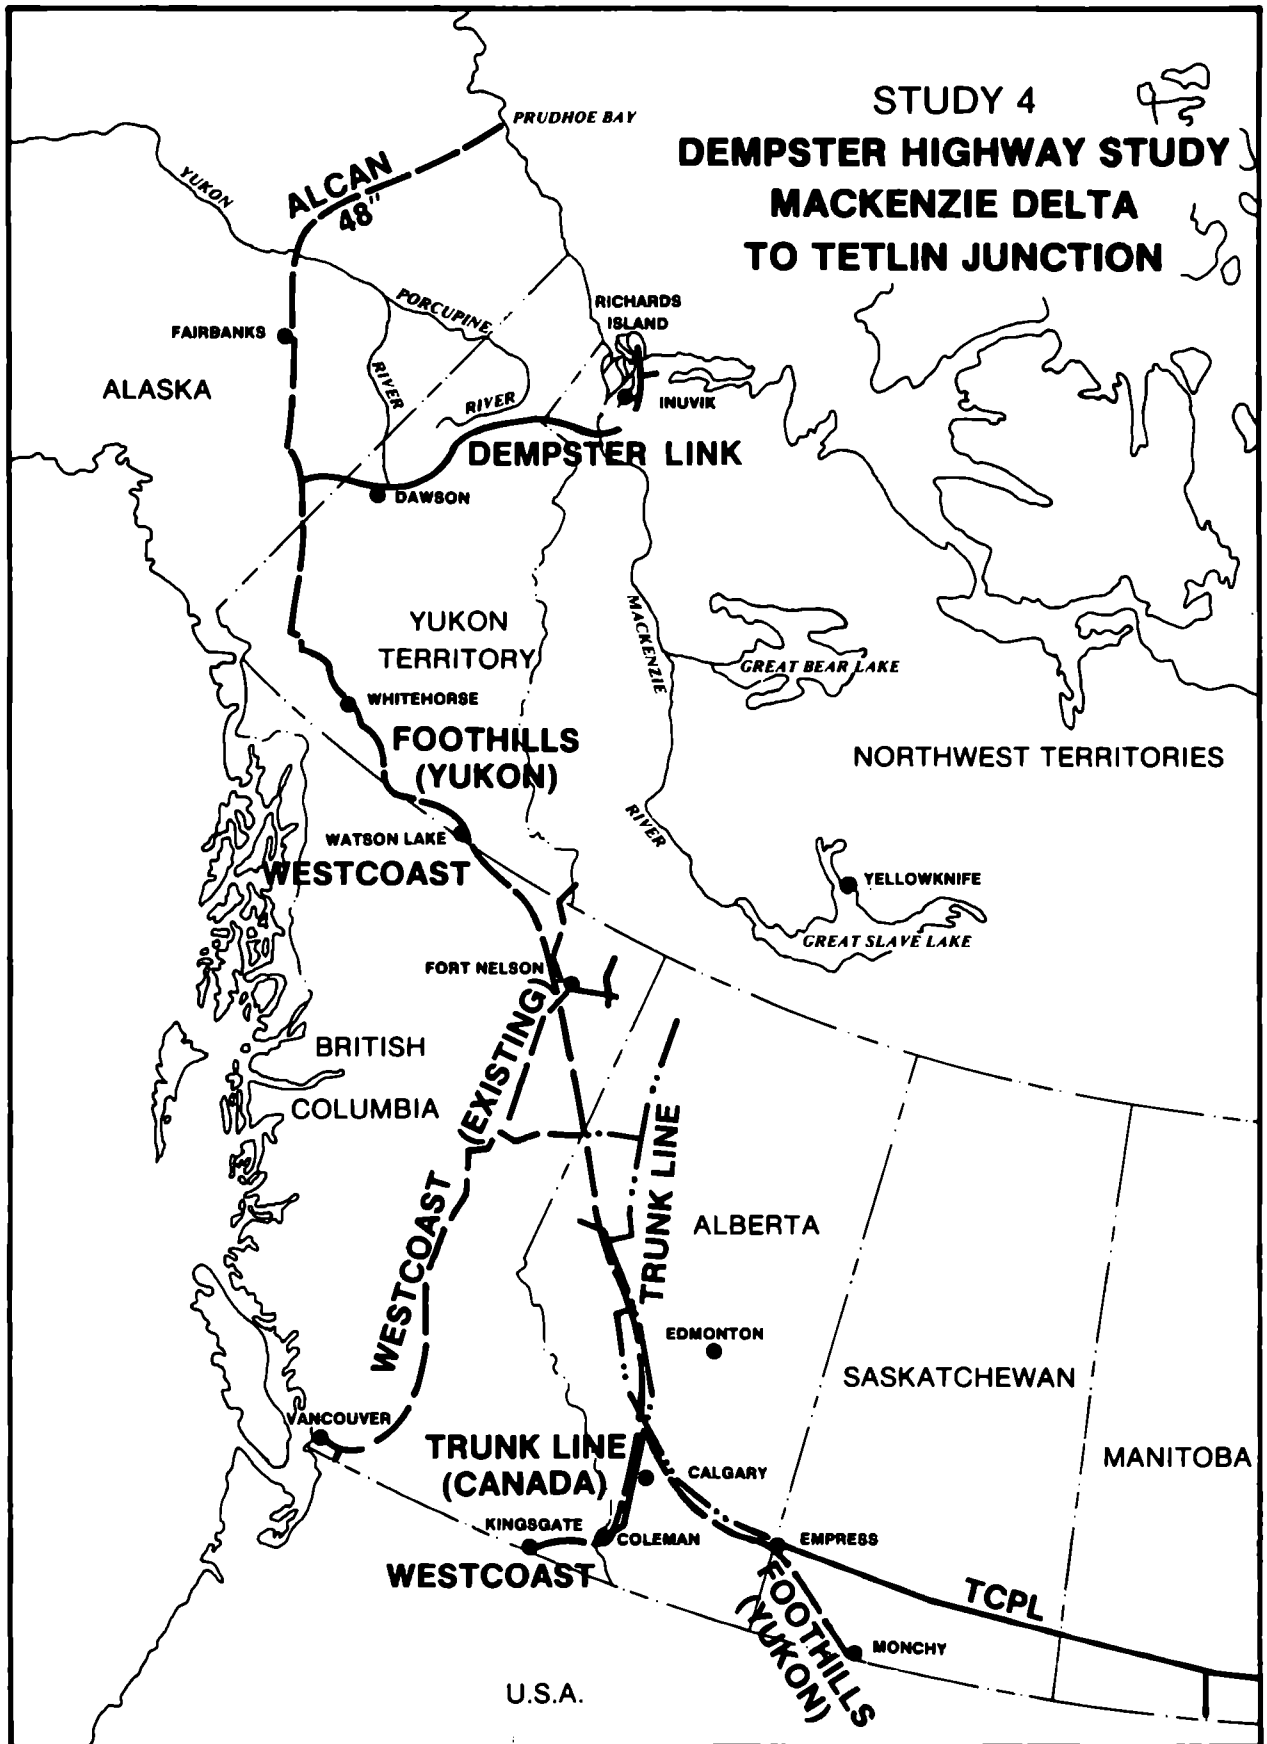 STUDY 4
DEMPSTER HIGHWAY STUDY
MACKENZIE DELTA
TO TETLIN JUNCTION
PRUDHOE BAY
YUKON
ALCAN
48"
PORCUPINE
RICHARDS
ISLAND
FAIRBANKS
ALASKA
RIVER
RIVER
INUVIK
DEMPSTER LINK
DAWSON
YUKON
TERRITORY
MACKENZIE
GREAT BEAR LAKE
WHITEHORSE
FOOTHILLS
(YUKON)
NORTHWEST TERRITORIES
RIVER
WATSON LAKE
WESTCOAST
YELLOWKNIFE
GREAT SLAVE LAKE
FORT NELSON
BRITISH
COLUMBIA
WESTCOAST (EXISTING)
TRUNK LINE
ALBERTA
EDMONTON
SASKATCHEWAN
VANCOUVER
TRUNK LINE
(CANADA)
MANITOBA
CALGARY
KINGSGATE
COLEMAN
EMPRESS
WESTCOAST
FOOTHILLS
(YUKON)
TCPL
MONCHY
U.S.A.